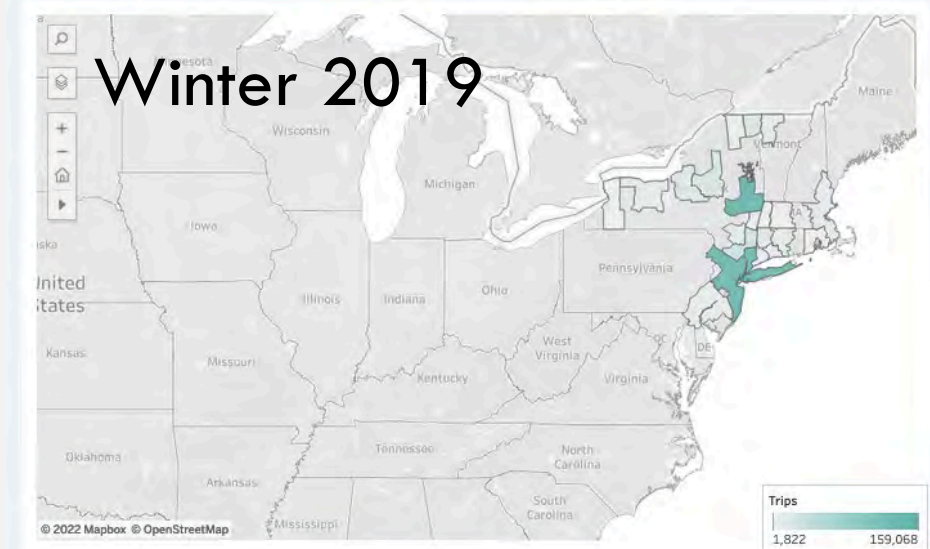 Winter 2019
Maine
Vermont
Wisconsin
Michigan
Iowa
United
States
Pennsylvania
Ohio
Illinois
Indiana
West
Virginia
DE
Kansas
Missouri
Kentucky
Virginia
Oklahoma
Tennessee
North
Carolina
Arkansas
South
Carolina
Mississippi
© 2022 Mapbox © OpenStreetMap
Trips
1,822 159,068